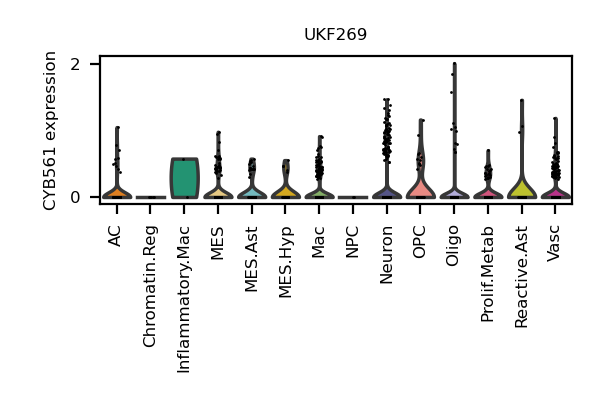 UKF269
CYB561 expression
2
0
AC
Chromatin.Reg
Inflammatory.Mac
MES
MES.Ast
MES.Hyp
Mac
NPC
Neuron
OPC
Oligo
Prolif.Metab
Reactive.Ast
Vasc